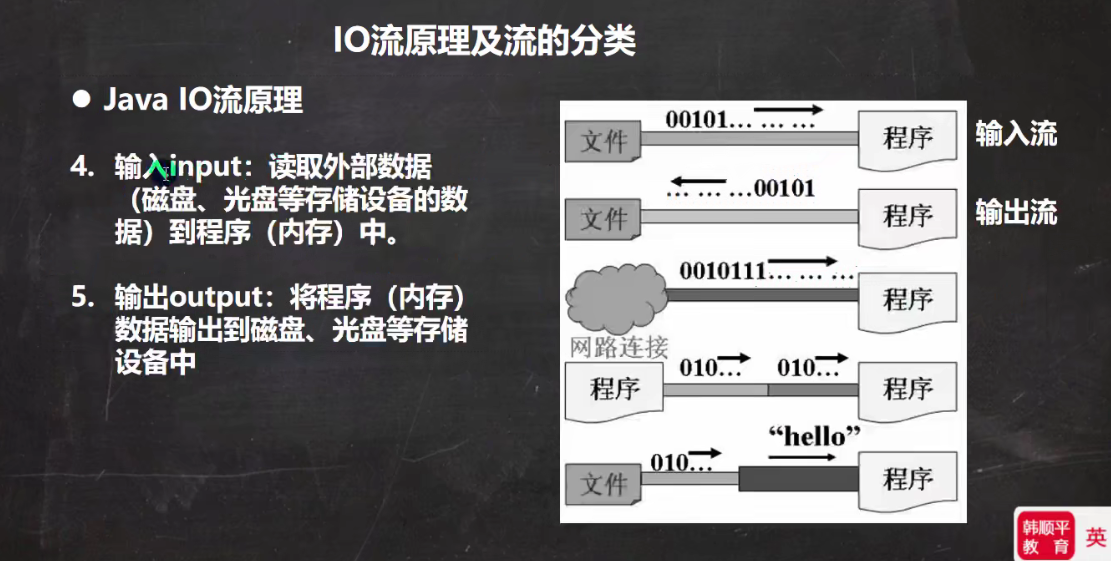 IO流原理及流的分类
● Java IO流原理
4. 输入input：读取外部数据
（磁盘、光盘等存储设备的数
据）到程序（内存）中。
5. 输出output：将程序（内存）
数据输出到磁盘、光盘等存储
设备中
00101... ... ...
文件
程序
输入流
... ... ...00101
文件
程序
输出流
0010111... ... ...
程序
网路连接
010...
010...
程序
程序
“hello”
010...
文件
程序
韩顺平
教 育
英